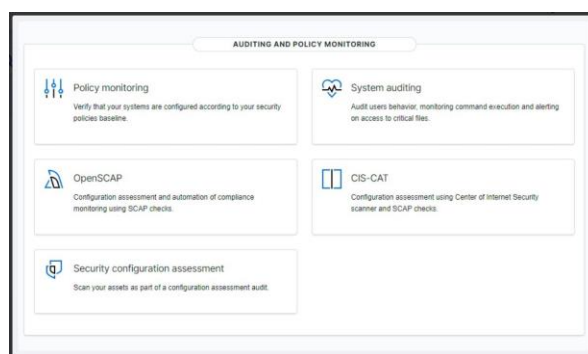 AUDITING AND POLICY MONITORING
Policy monitoring
Verify that your systems are configured according to your security
policies baseline.
System auditing
Audit users behavior, monitoring command execution and alerting
on access to critical files.
OpenSCAP
Configuration assessment and automation of compliance
monitoring using SCAP checks.
CIS-CAT
Configuration assessment using Center of Internet Security
scanner and SCAP checks.
Security configuration assessment
Scan your assets as part of a configuration assessment audit.